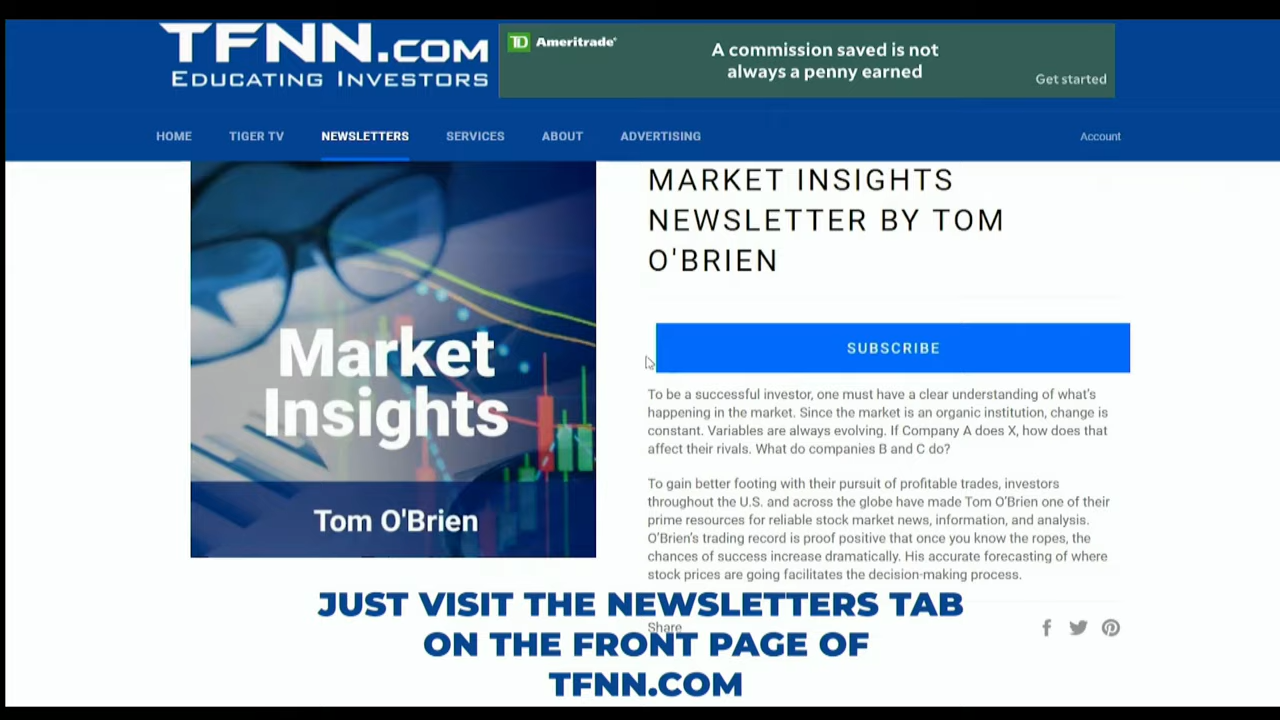 TFNN.COM
EDUCATING INVESTORS
TD Ameritrade®
A commission saved is not
always a penny earned
Get started
HOME TIGER TV NEWSLETTERS SERVICES ABOUT ADVERTISING Account
Market
Insights
Tom O'Brien
MARKET INSIGHTS
NEWSLETTER BY TOM
O'BRIEN
SUBSCRIBE
To be a successful investor, one must have a clear understanding of what's
happening in the market. Since the market is an organic institution, change is
constant. Variables are always evolving. If Company A does X, how does that
affect their rivals. What do companies B and C do?
To gain better footing with their pursuit of profitable trades, investors
throughout the U.S. and across the globe have made Tom O'Brien one of their
prime resources for reliable stock market news, information, and analysis.
O'Brien's trading record is proof positive that once you know the ropes, the
chances of success increase dramatically. His accurate forecasting of where
stock prices are going facilitates the decision-making process.
Share
JUST VISIT THE NEWSLETTERS TAB
ON THE FRONT PAGE OF
TFNN.COM